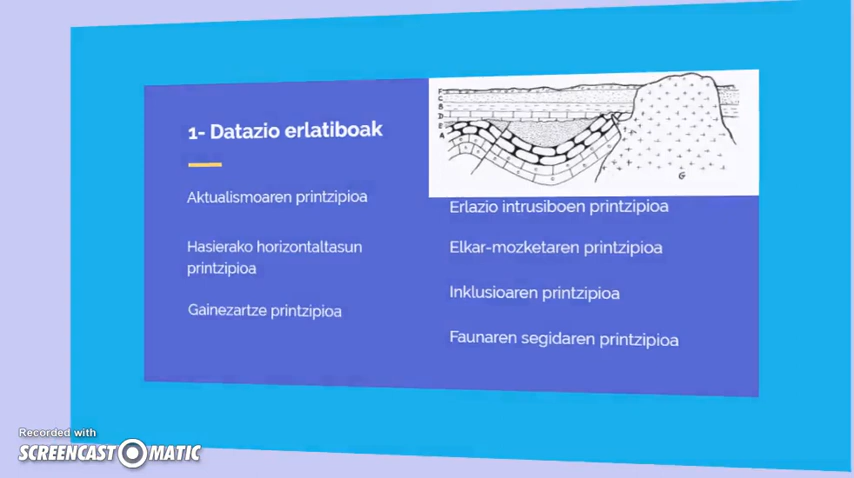 1- Datazio erlatiboak
Aktualismoaren printzipioa
Hasierako horizontaltasun
printzipioa
Gainezartze printzipioa
F
C
B
D
E
A
G
Erlazio intrusiboen printzipioa
Elkar-mozketaren printzipioa
Inklusioaren printzipioa
Faunaren segidaren printzipioa
Recorded with
SCREENCAST-O-MATIC